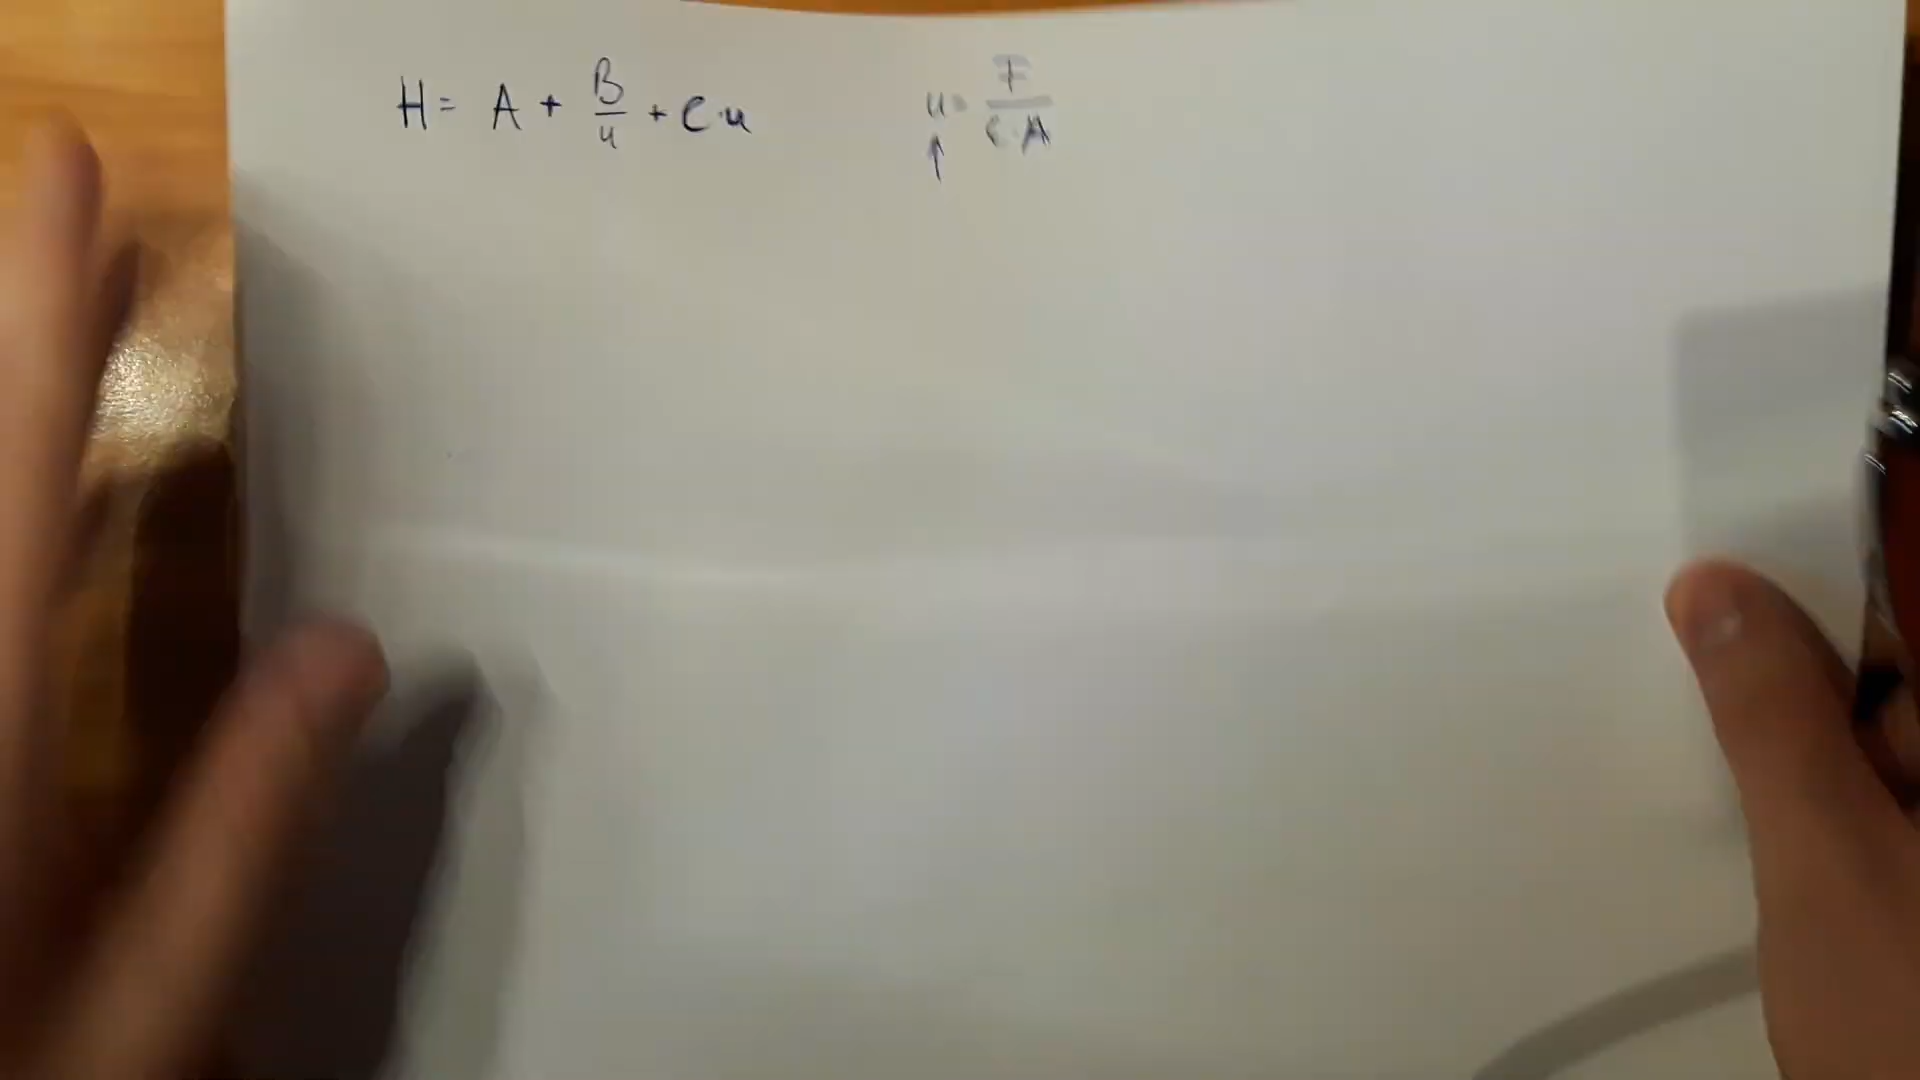 H = A + B/u + C·u
u = F/(ε·A)
↑